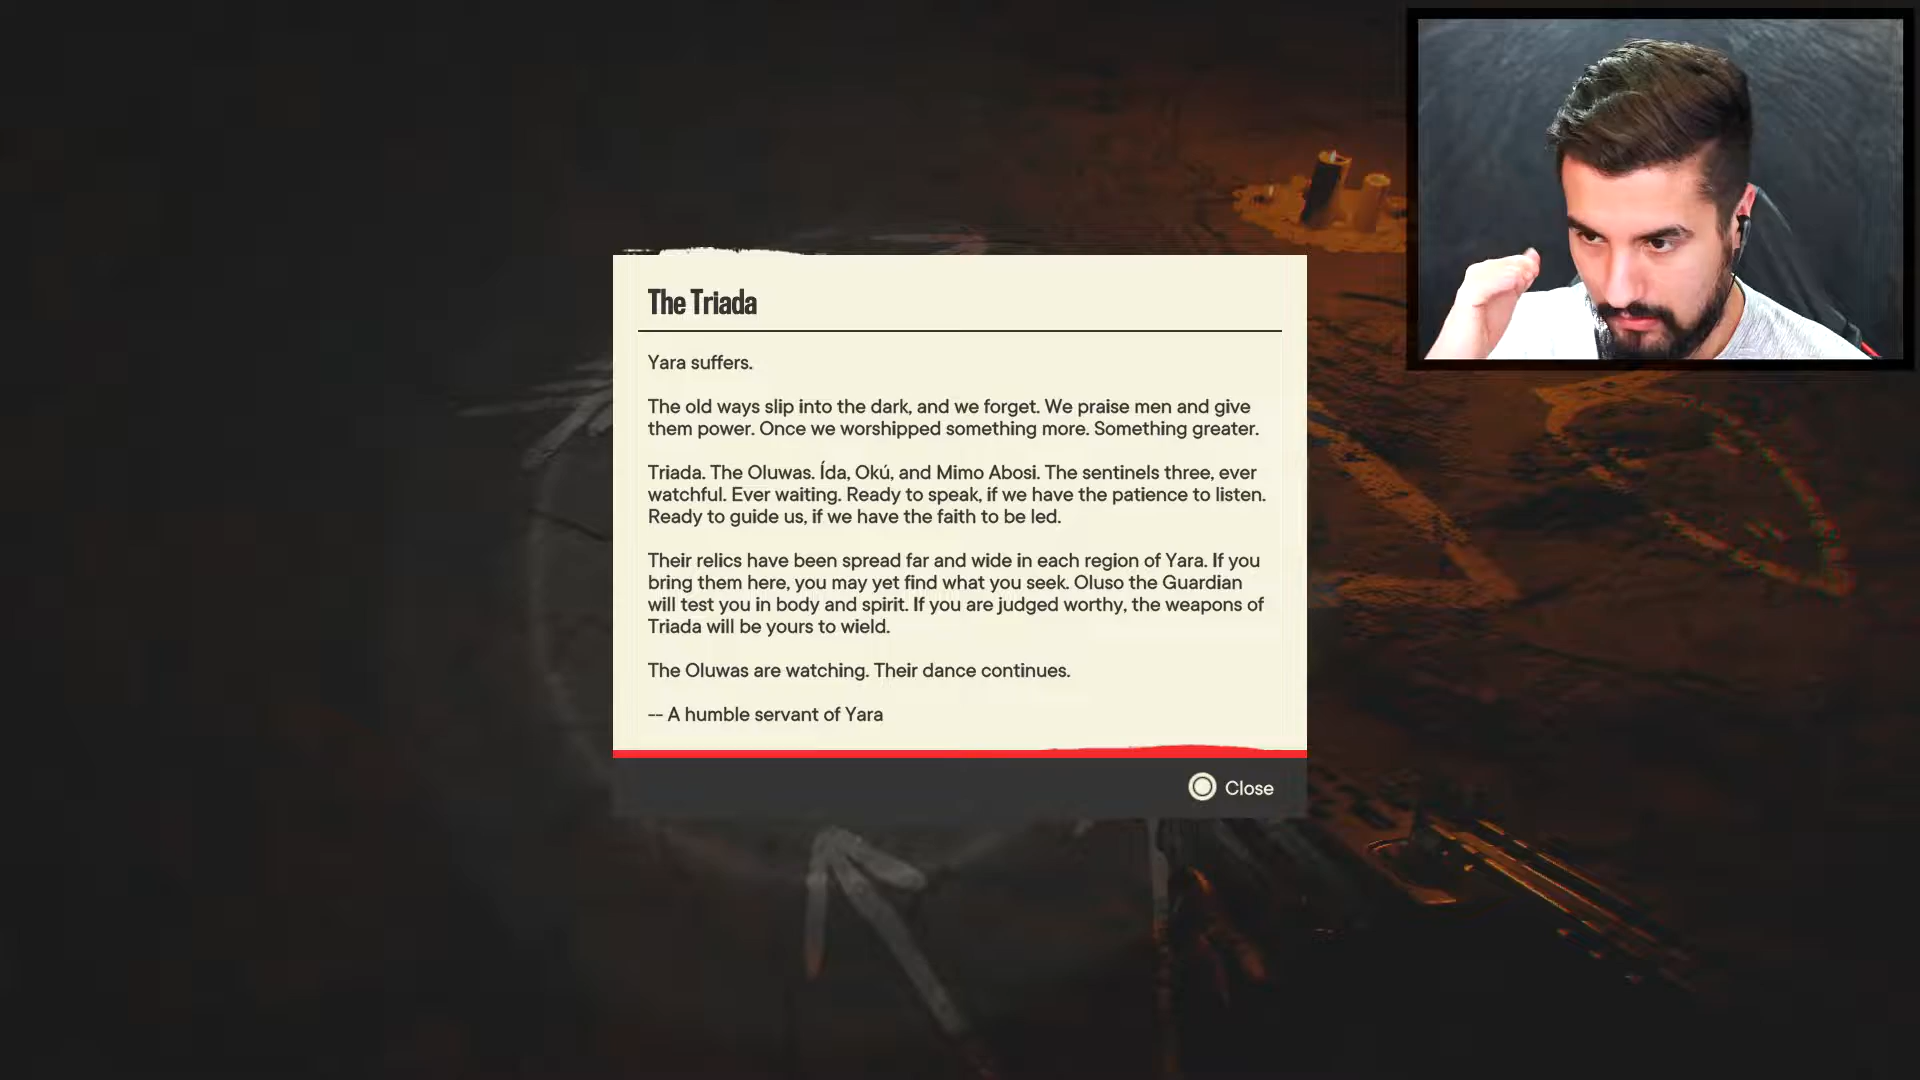 The Triada
Yara suffers.
The old ways slip into the dark, and we forget. We praise men and give
them power. Once we worshipped something more. Something greater.
Triada. The Oluwas. Ída, Okú, and Mimo Abosi. The sentinels three, ever
watchful. Ever waiting. Ready to speak, if we have the patience to listen.
Ready to guide us, if we have the faith to be led.
Their relics have been spread far and wide in each region of Yara. If you
bring them here, you may yet find what you seek. Oluso the Guardian
will test you in body and spirit. If you are judged worthy, the weapons of
Triada will be yours to wield.
The Oluwas are watching. Their dance continues.
-- A humble servant of Yara
Close